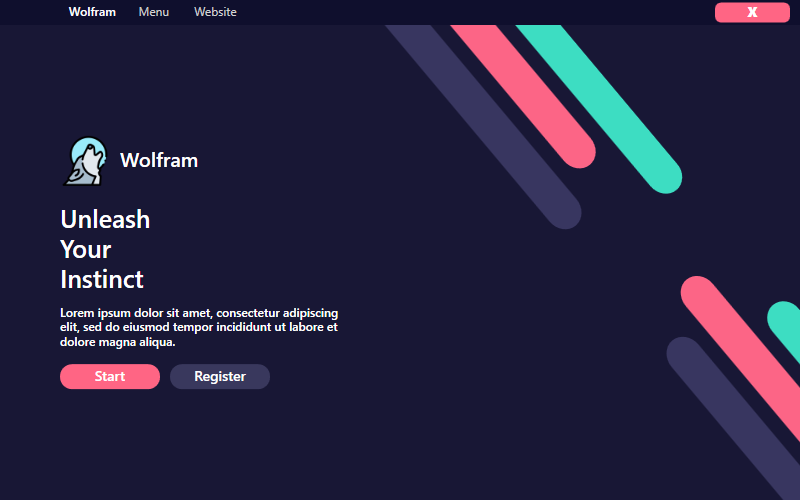 Wolfram Menu Website X
Wolfram
Unleash
Your
Instinct
Lorem ipsum dolor sit amet, consectetur adipiscing
elit, sed do eiusmod tempor incididunt ut labore et
dolore magna aliqua.
Start Register